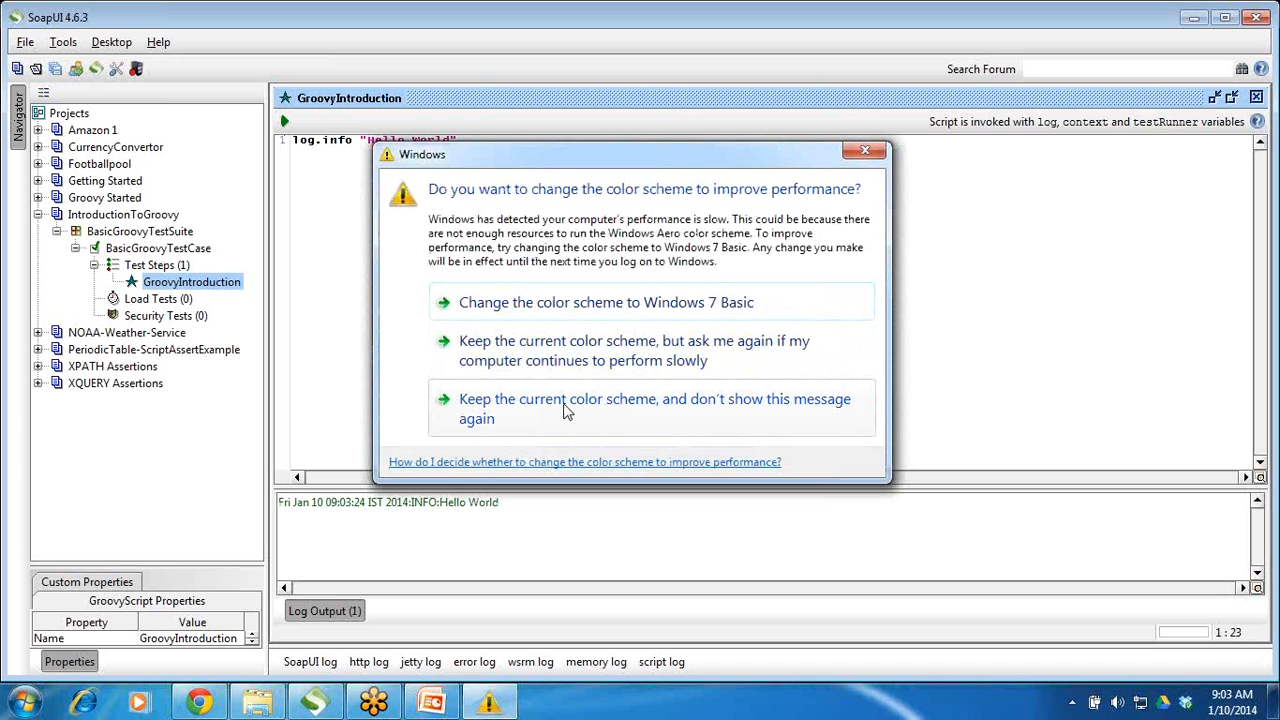 SoapUI 4.6.3
File Tools Desktop Help
Search Forum
Navigator
Projects
Amazon 1
CurrencyConvertor
Footballpool
Getting Started
Groovy Started
IntroductionToGroovy
BasicGroovyTestSuite
BasicGroovyTestCase
Test Steps (1)
GroovyIntroduction
Load Tests (0)
Security Tests (0)
NOAA-Weather-Service
PeriodicTable-ScriptAssertExample
XPATH Assertions
XQUERY Assertions
Custom Properties
GroovyScript Properties
Property Value
Name GroovyIntroduction
Properties
GroovyIntroduction
Script is invoked with log, context and testRunner variables
1 log.info "Hello World"
Windows
Do you want to change the color scheme to improve performance?
Windows has detected your computer's performance is slow. This could be because there
are not enough resources to run the Windows Aero color scheme. To improve
performance, try changing the color scheme to Windows 7 Basic. Any change you make
will be in effect until the next time you log on to Windows.
Change the color scheme to Windows 7 Basic
Keep the current color scheme, but ask me again if my
computer continues to perform slowly
Keep the current color scheme, and don't show this message
again
How do I decide whether to change the color scheme to improve performance?
Fri Jan 10 09:03:24 IST 2014:INFO:Hello World
Log Output (1)
1 : 23
SoapUI log http log jetty log error log wsrm log memory log script log
9:03 AM
1/10/2014